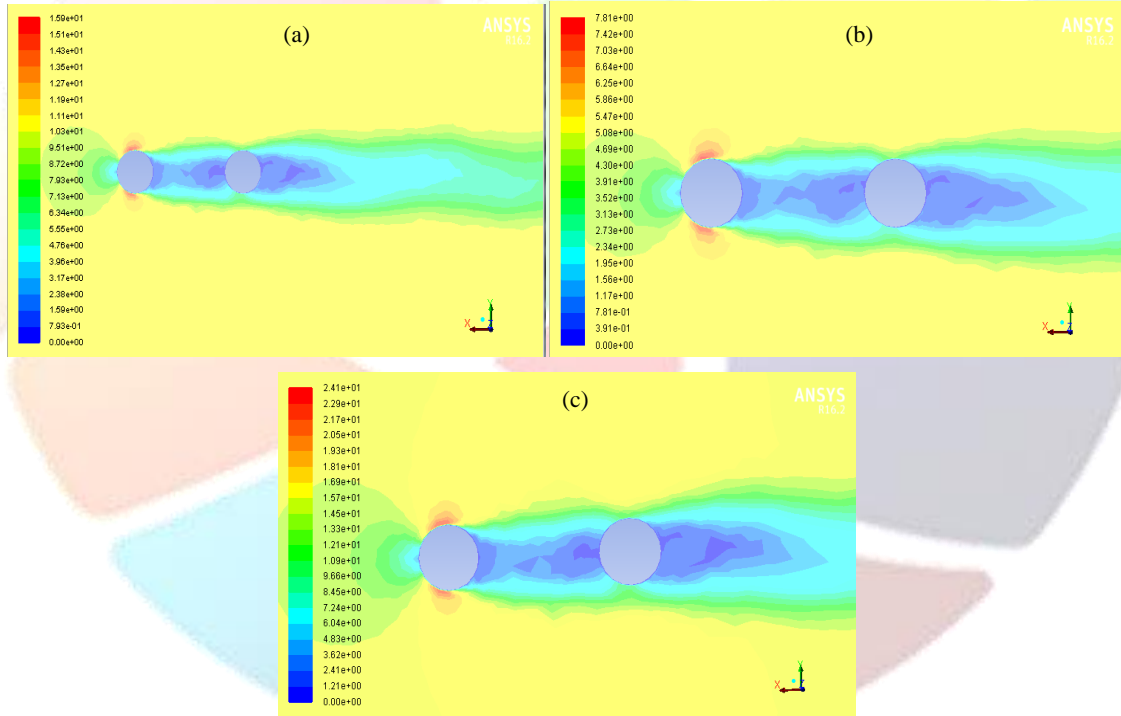 1.59e+01
1.51e+01
1.43e+01
1.35e+01
1.27e+01
1.19e+01
1.11e+01
1.03e+01
9.51e+00
8.72e+00
7.93e+00
7.13e+00
6.34e+00
5.55e+00
4.76e+00
3.96e+00
3.17e+00
2.38e+00
1.59e+00
7.93e-01
0.00e+00
(a)
ANSYS
R16.2
Y
X
Z
7.81e+00
7.42e+00
7.03e+00
6.64e+00
6.25e+00
5.86e+00
5.47e+00
5.08e+00
4.69e+00
4.30e+00
3.91e+00
3.52e+00
3.13e+00
2.73e+00
2.34e+00
1.95e+00
1.56e+00
1.17e+00
7.81e-01
3.91e-01
0.00e+00
(b)
ANSYS
R16.2
Y
X
Z
2.41e+01
2.29e+01
2.17e+01
2.05e+01
1.93e+01
1.81e+01
1.69e+01
1.57e+01
1.45e+01
1.33e+01
1.21e+01
1.09e+01
9.66e+00
8.45e+00
7.24e+00
6.04e+00
4.83e+00
3.62e+00
2.41e+00
1.21e+00
0.00e+00
(c)
ANSYS
R16.2
Y
X
Z